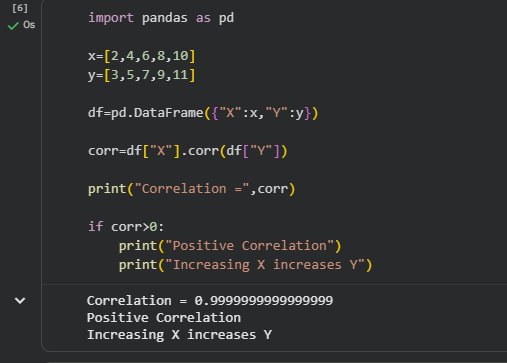 [6]
0s
import pandas as pd
x=[2,4,6,8,10]
y=[3,5,7,9,11]
df=pd.DataFrame({"X":x,"Y":y})
corr=df["X"].corr(df["Y"])
print("Correlation =",corr)
if corr>0:
    print("Positive Correlation")
    print("Increasing X increases Y")
Correlation = 0.9999999999999999
Positive Correlation
Increasing X increases Y